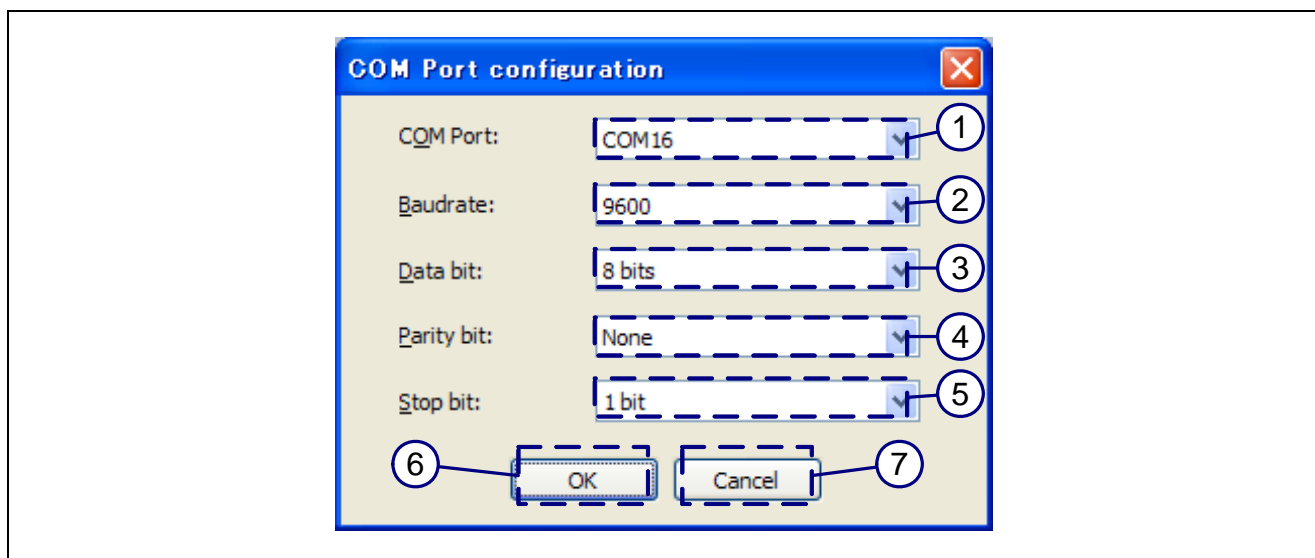 COM Port configuration
COM Port: COM16 1
Baudrate: 9600 2
Data bit: 8 bits 3
Parity bit: None 4
Stop bit: 1 bit 5
6 OK Cancel 7